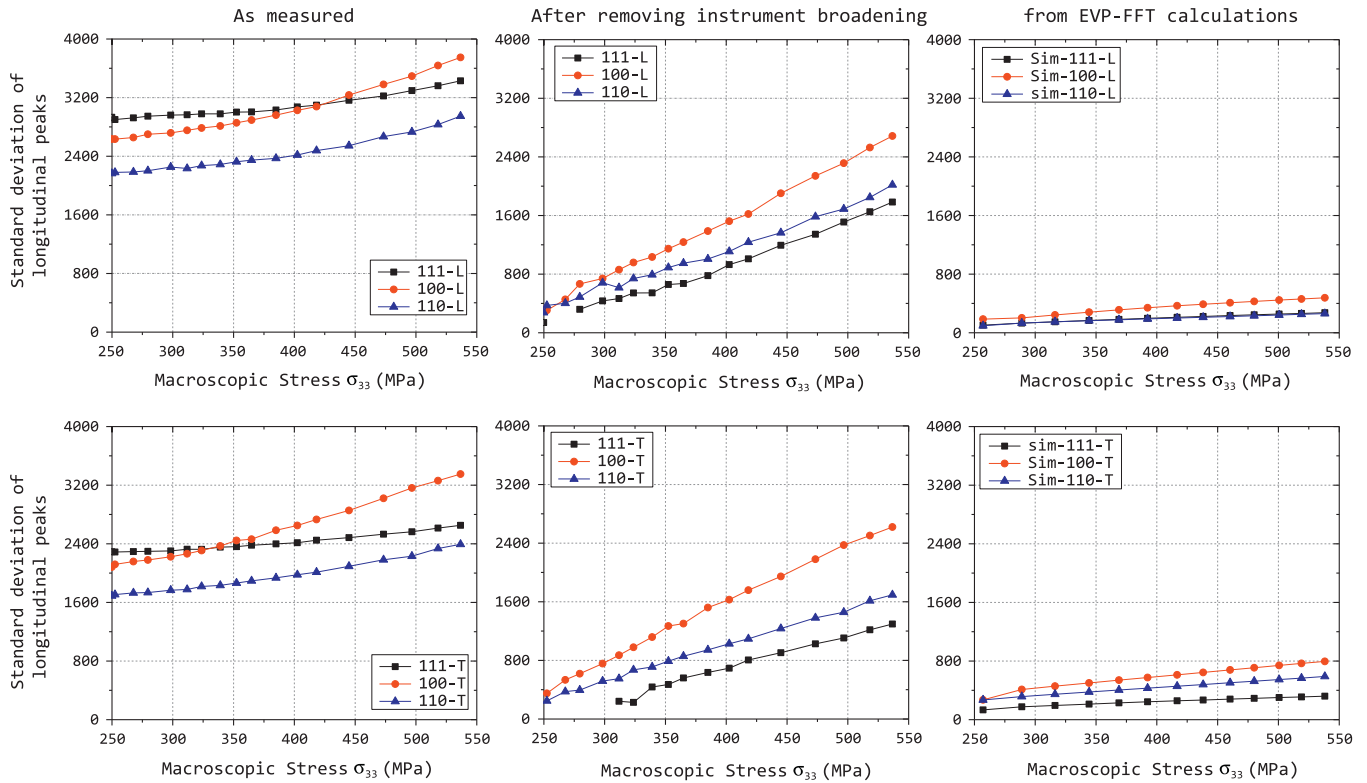 As measured
After removing instrument broadening
from EVP-FFT calculations
Standard deviation of
longitudinal peaks
4000
3200
2400
1600
800
0
111-L
100-L
110-L
250 300 350 400 450 500 550
Macroscopic Stress σ33 (MPa)
4000
3200
2400
1600
800
0
111-L
100-L
110-L
250 300 350 400 450 500 550
Macroscopic Stress σ33 (MPa)
4000
3200
2400
1600
800
0
Sim-111-L
Sim-100-L
sim-110-L
250 300 350 400 450 500 550
Macroscopic Stress σ33 (MPa)
Standard deviation of
longitudinal peaks
4000
3200
2400
1600
800
0
111-T
100-T
110-T
250 300 350 400 450 500 550
Macroscopic Stress σ33 (MPa)
4000
3200
2400
1600
800
0
111-T
100-T
110-T
250 300 350 400 450 500 550
Macroscopic Stress σ33 (MPa)
4000
3200
2400
1600
800
0
sim-111-T
Sim-100-T
Sim-110-T
250 300 350 400 450 500 550
Macroscopic Stress σ33 (MPa)